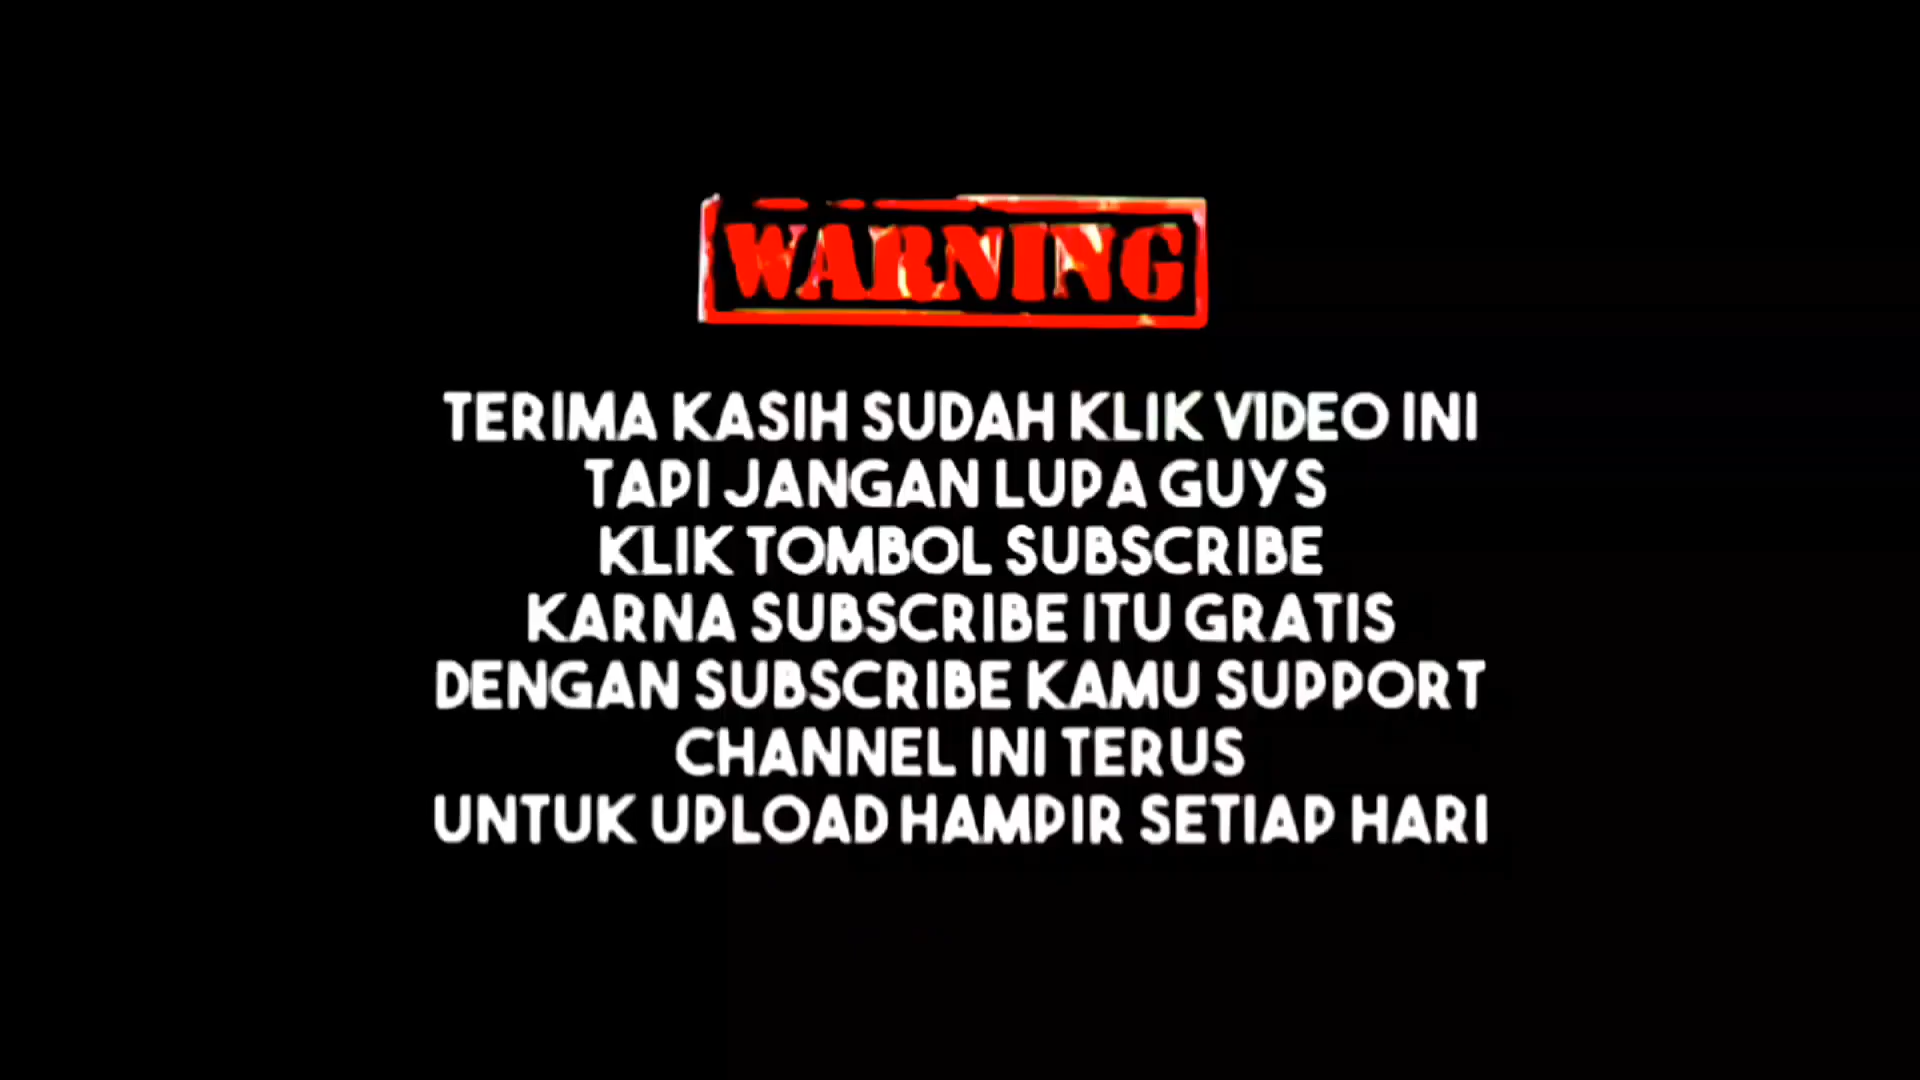 WARNING
TERIMA KASIH SUDAH KLIK VIDEO INI
TAPI JANGAN LUPA GUYS
KLIK TOMBOL SUBSCRIBE
KARNA SUBSCRIBE ITU GRATIS
DENGAN SUBSCRIBE KAMU SUPPORT
CHANNEL INI TERUS
UNTUK UPLOAD HAMPIR SETIAP HARI